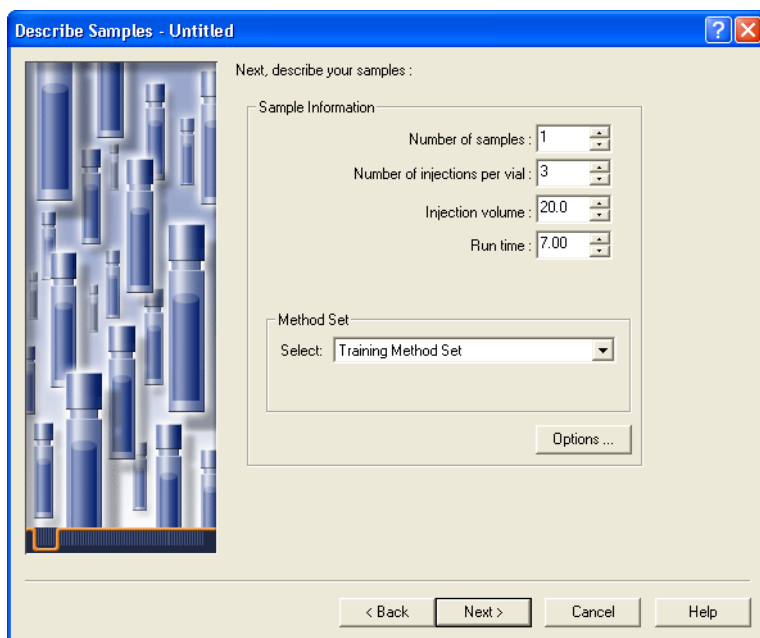 Describe Samples - Untitled
Next, describe your samples :
Sample Information
Number of samples : 1
Number of injections per vial : 3
Injection volume : 20.0
Run time : 7.00
Method Set
Select: Training Method Set
Options ...
< Back Next > Cancel Help